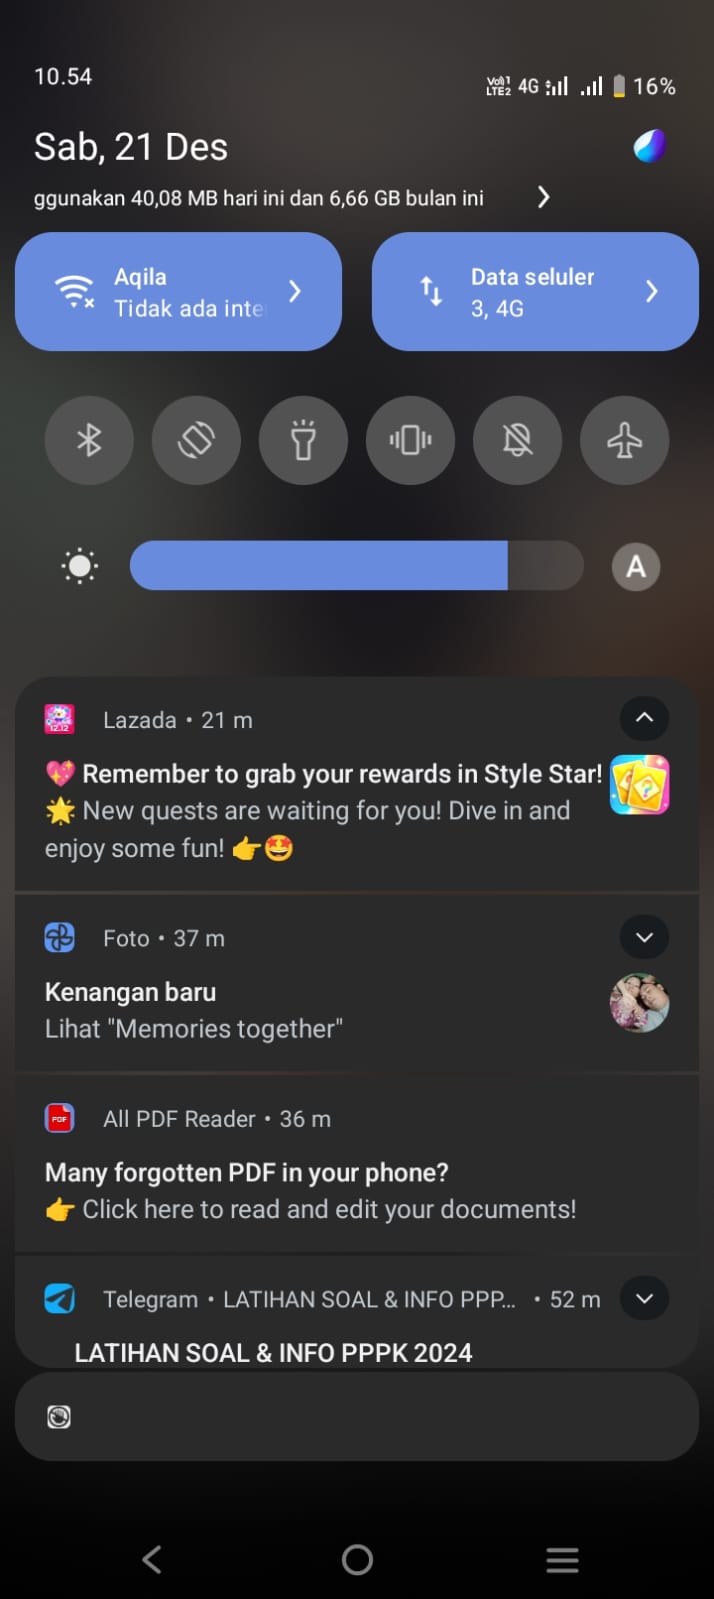 10.54
Vo)) 1 LTE2 4G 16%
Sab, 21 Des
ggunakan 40,08 MB hari ini dan 6,66 GB bulan ini
Aqila
Tidak ada inte
Data seluler
3, 4G
A
12.12
Lazada • 21 m
💖 Remember to grab your rewards in Style Star!
🌟 New quests are waiting for you! Dive in and
enjoy some fun! 👉🤩
Foto • 37 m
Kenangan baru
Lihat "Memories together"
PDF
All PDF Reader • 36 m
Many forgotten PDF in your phone?
👉 Click here to read and edit your documents!
Telegram • LATIHAN SOAL & INFO PPP... • 52 m
LATIHAN SOAL & INFO PPPK 2024